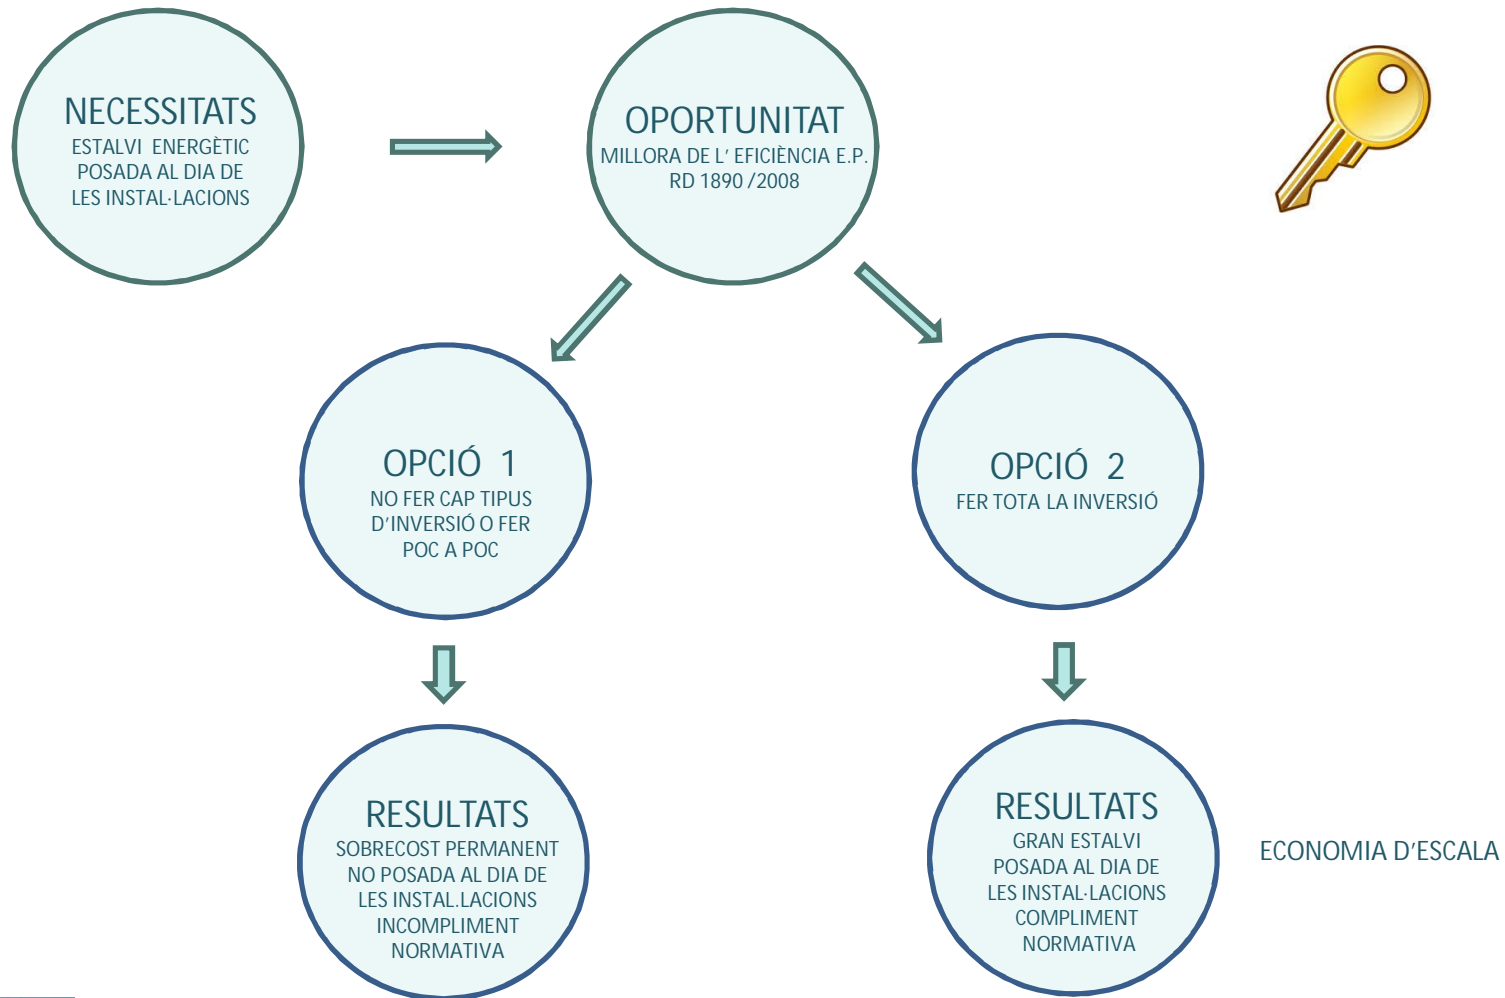 NECESSITATS
ESTALVI ENERGÈTIC
POSADA AL DIA DE
LES INSTAL·LACIONS
OPORTUNITAT
MILLORA DE L' EFICIÈNCIA E.P.
RD 1890 /2008
OPCIÓ 1
NO FER CAP TIPUS
D'INVERSIÓ O FER
POC A POC
OPCIÓ 2
FER TOTA LA INVERSIÓ
RESULTATS
SOBRECOST PERMANENT
NO POSADA AL DIA DE
LES INSTAL.LACIONS
INCOMPLIMENT
NORMATIVA
RESULTATS
GRAN ESTALVI
POSADA AL DIA DE
LES INSTAL·LACIONS
COMPLIMENT
NORMATIVA
ECONOMIA D'ESCALA